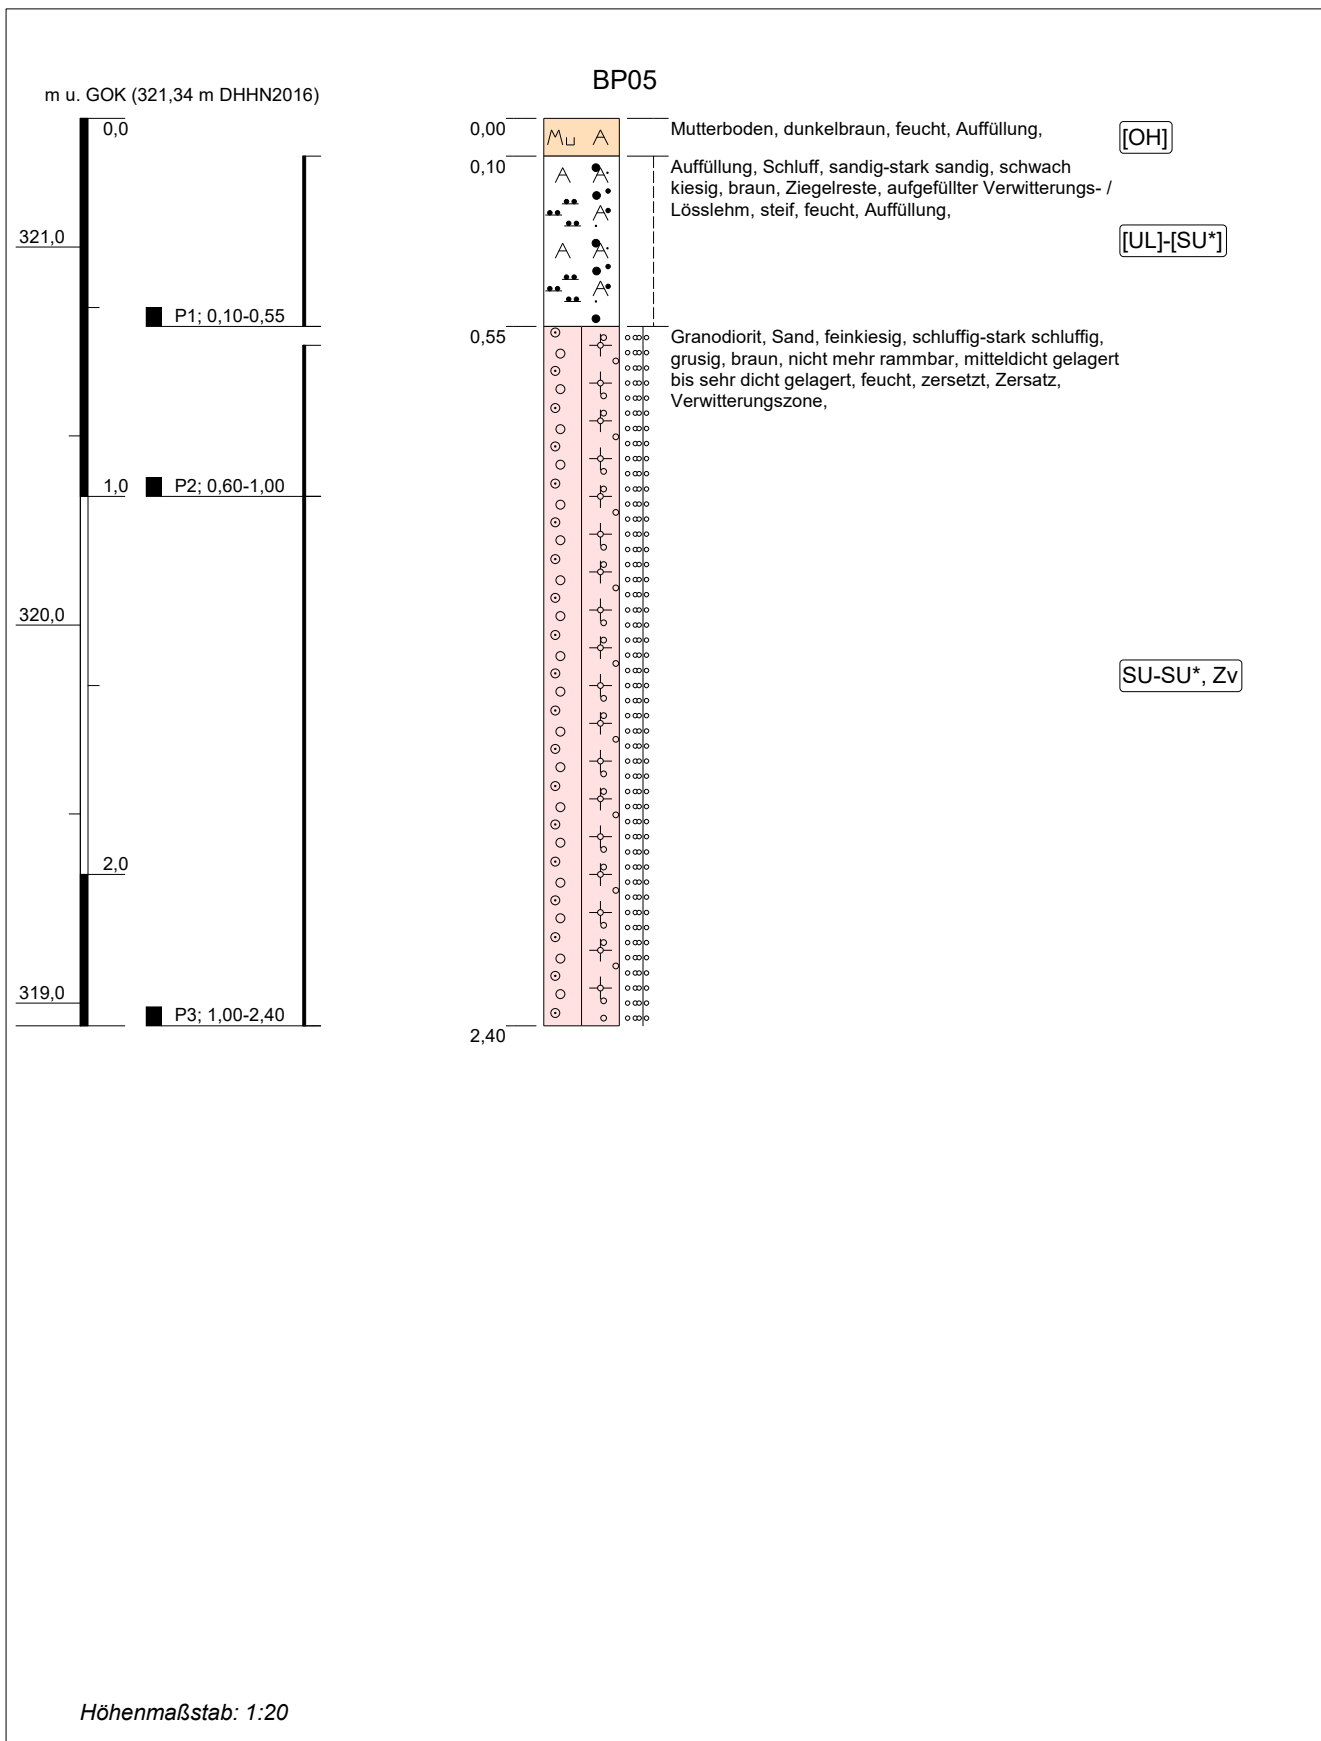 BP05
m u. GOK (321,34 m DHHN2016)
0,0
0,00
Mu A
Mutterboden, dunkelbraun, feucht, Auffüllung,
[OH]
0,10
Auffüllung, Schluff, sandig-stark sandig, schwach
kiesig, braun, Ziegelreste, aufgefüllter Verwitterungs- /
Lösslehm, steif, feucht, Auffüllung,
A A
A
A A
A
321,0
[UL]-[SU*]
P1; 0,10-0,55
0,55
Granodiorit, Sand, feinkiesig, schluffig-stark schluffig,
grusig, braun, nicht mehr rammbar, mitteldicht gelagert
bis sehr dicht gelagert, feucht, zersetzt, Zersatz,
Verwitterungszone,
1,0
P2; 0,60-1,00
320,0
SU-SU*, Zv
2,0
319,0
P3; 1,00-2,40
2,40
Höhenmaßstab: 1:20